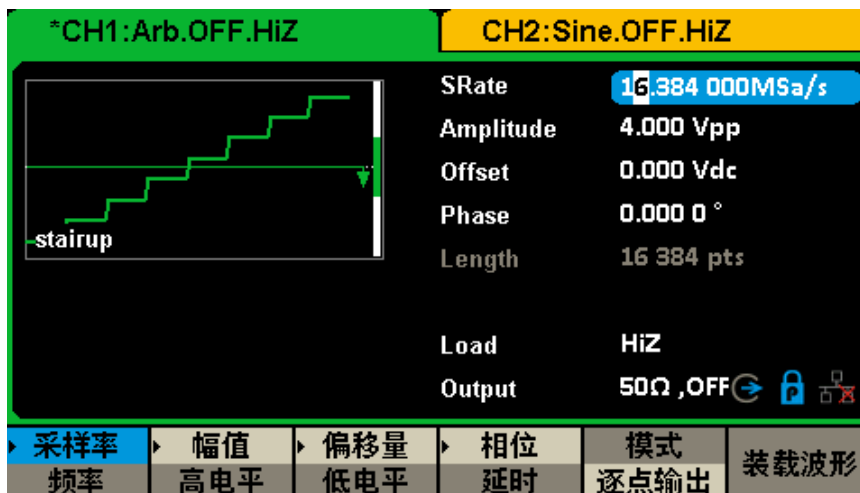 *CH1:Arb.OFF.HiZ
CH2:Sine.OFF.HiZ
SRate 16.384 000MSa/s
Amplitude 4.000 Vpp
Offset 0.000 Vdc
Phase 0.000 0 °
stairup
Length 16 384 pts
Load HiZ
Output 50Ω ,OFF
P
采样率 幅值 偏移量 相位 模式
装载波形
频率 高电平 低电平 延时 逐点输出